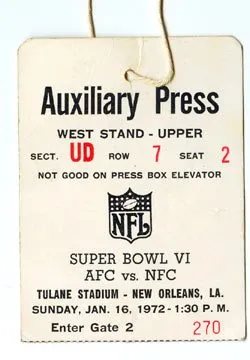 Auxiliary Press
WEST STAND - UPPER
SECT. UD ROW 7 SEAT 2
NOT GOOD ON PRESS BOX ELEVATOR
NFL
SUPER BOWL VI
AFC vs. NFC
TULANE STADIUM - NEW ORLEANS, LA.
SUNDAY, JAN. 16, 1972 - 1:30 P. M.
Enter Gate 2 270